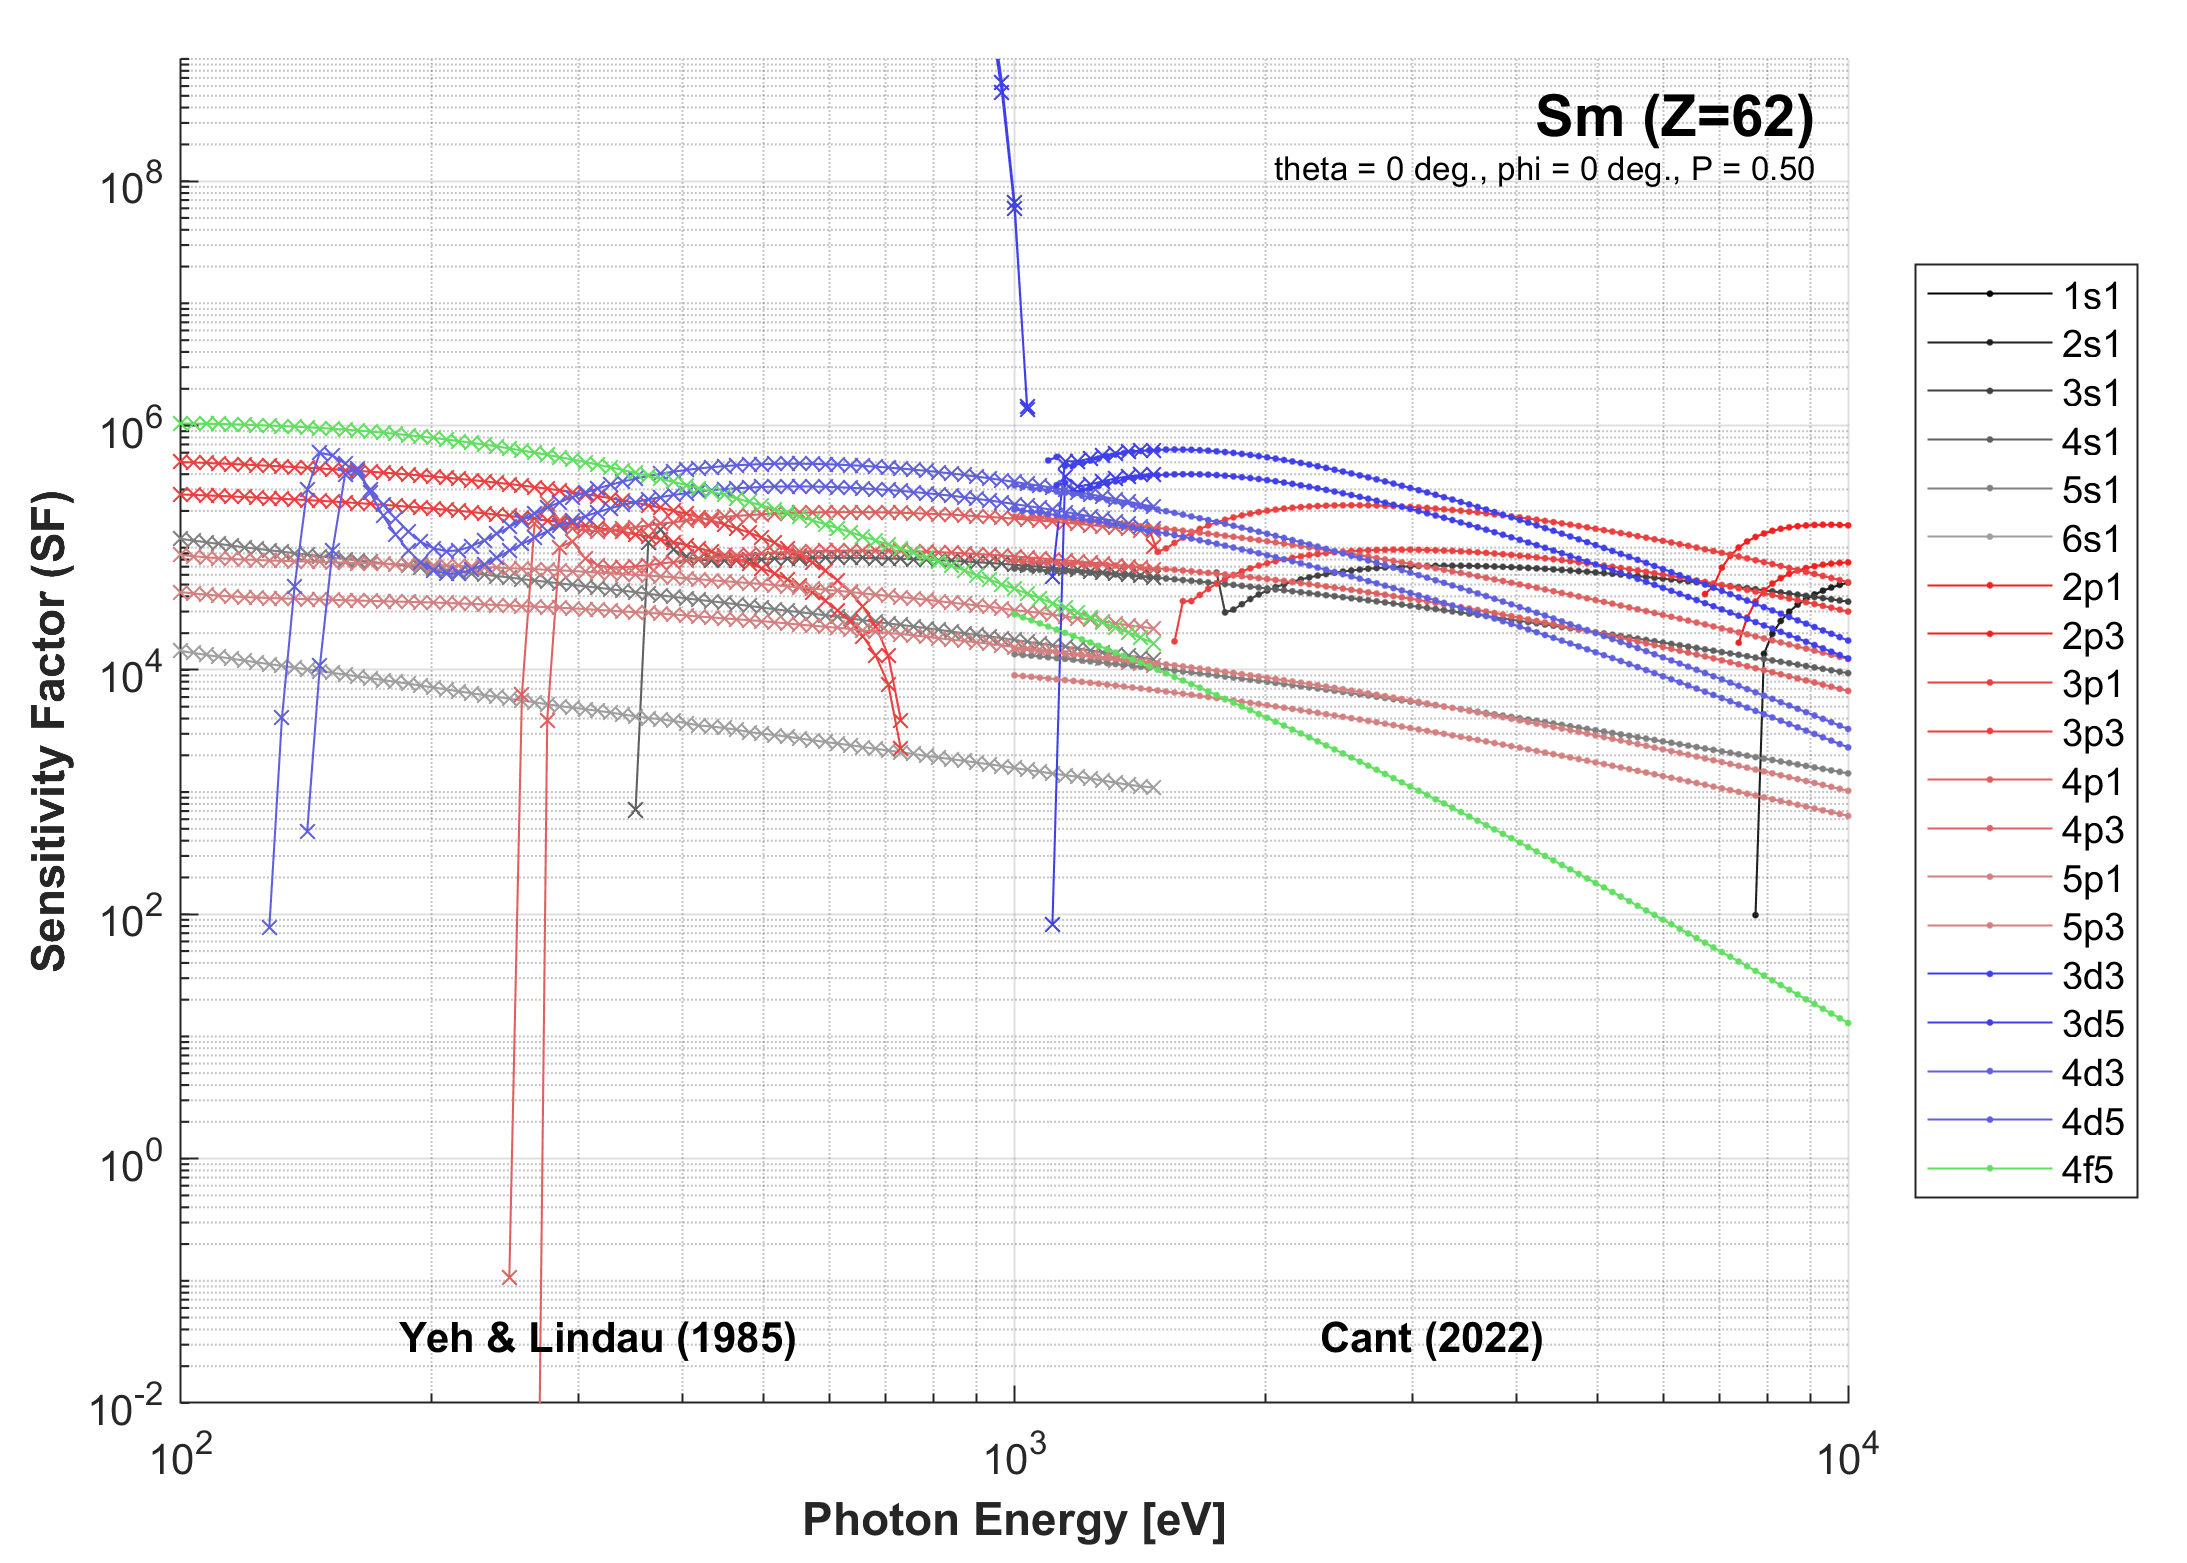 Sm (Z=62)
theta = 0 deg., phi = 0 deg., P = 0.50
10^8
10^6
10^4
10^2
10^0
10^-2
Sensitivity Factor (SF)
Yeh & Lindau (1985)
Cant (2022)
10^2
10^3
10^4
Photon Energy [eV]
1s1
2s1
3s1
4s1
5s1
6s1
2p1
2p3
3p1
3p3
4p1
4p3
5p1
5p3
3d3
3d5
4d3
4d5
4f5